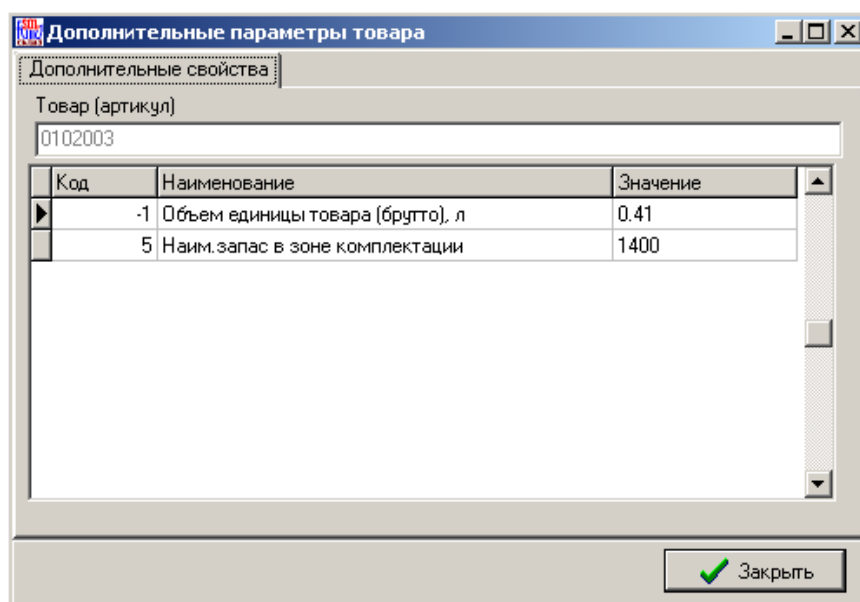 Дополнительные параметры товара
Дополнительные свойства
Товар (артикул)
0102003
Код Наименование Значение
-1 Объем единицы товара (брутто), л 0.41
5 Наим.запас в зоне комплектации 1400
Закрыть